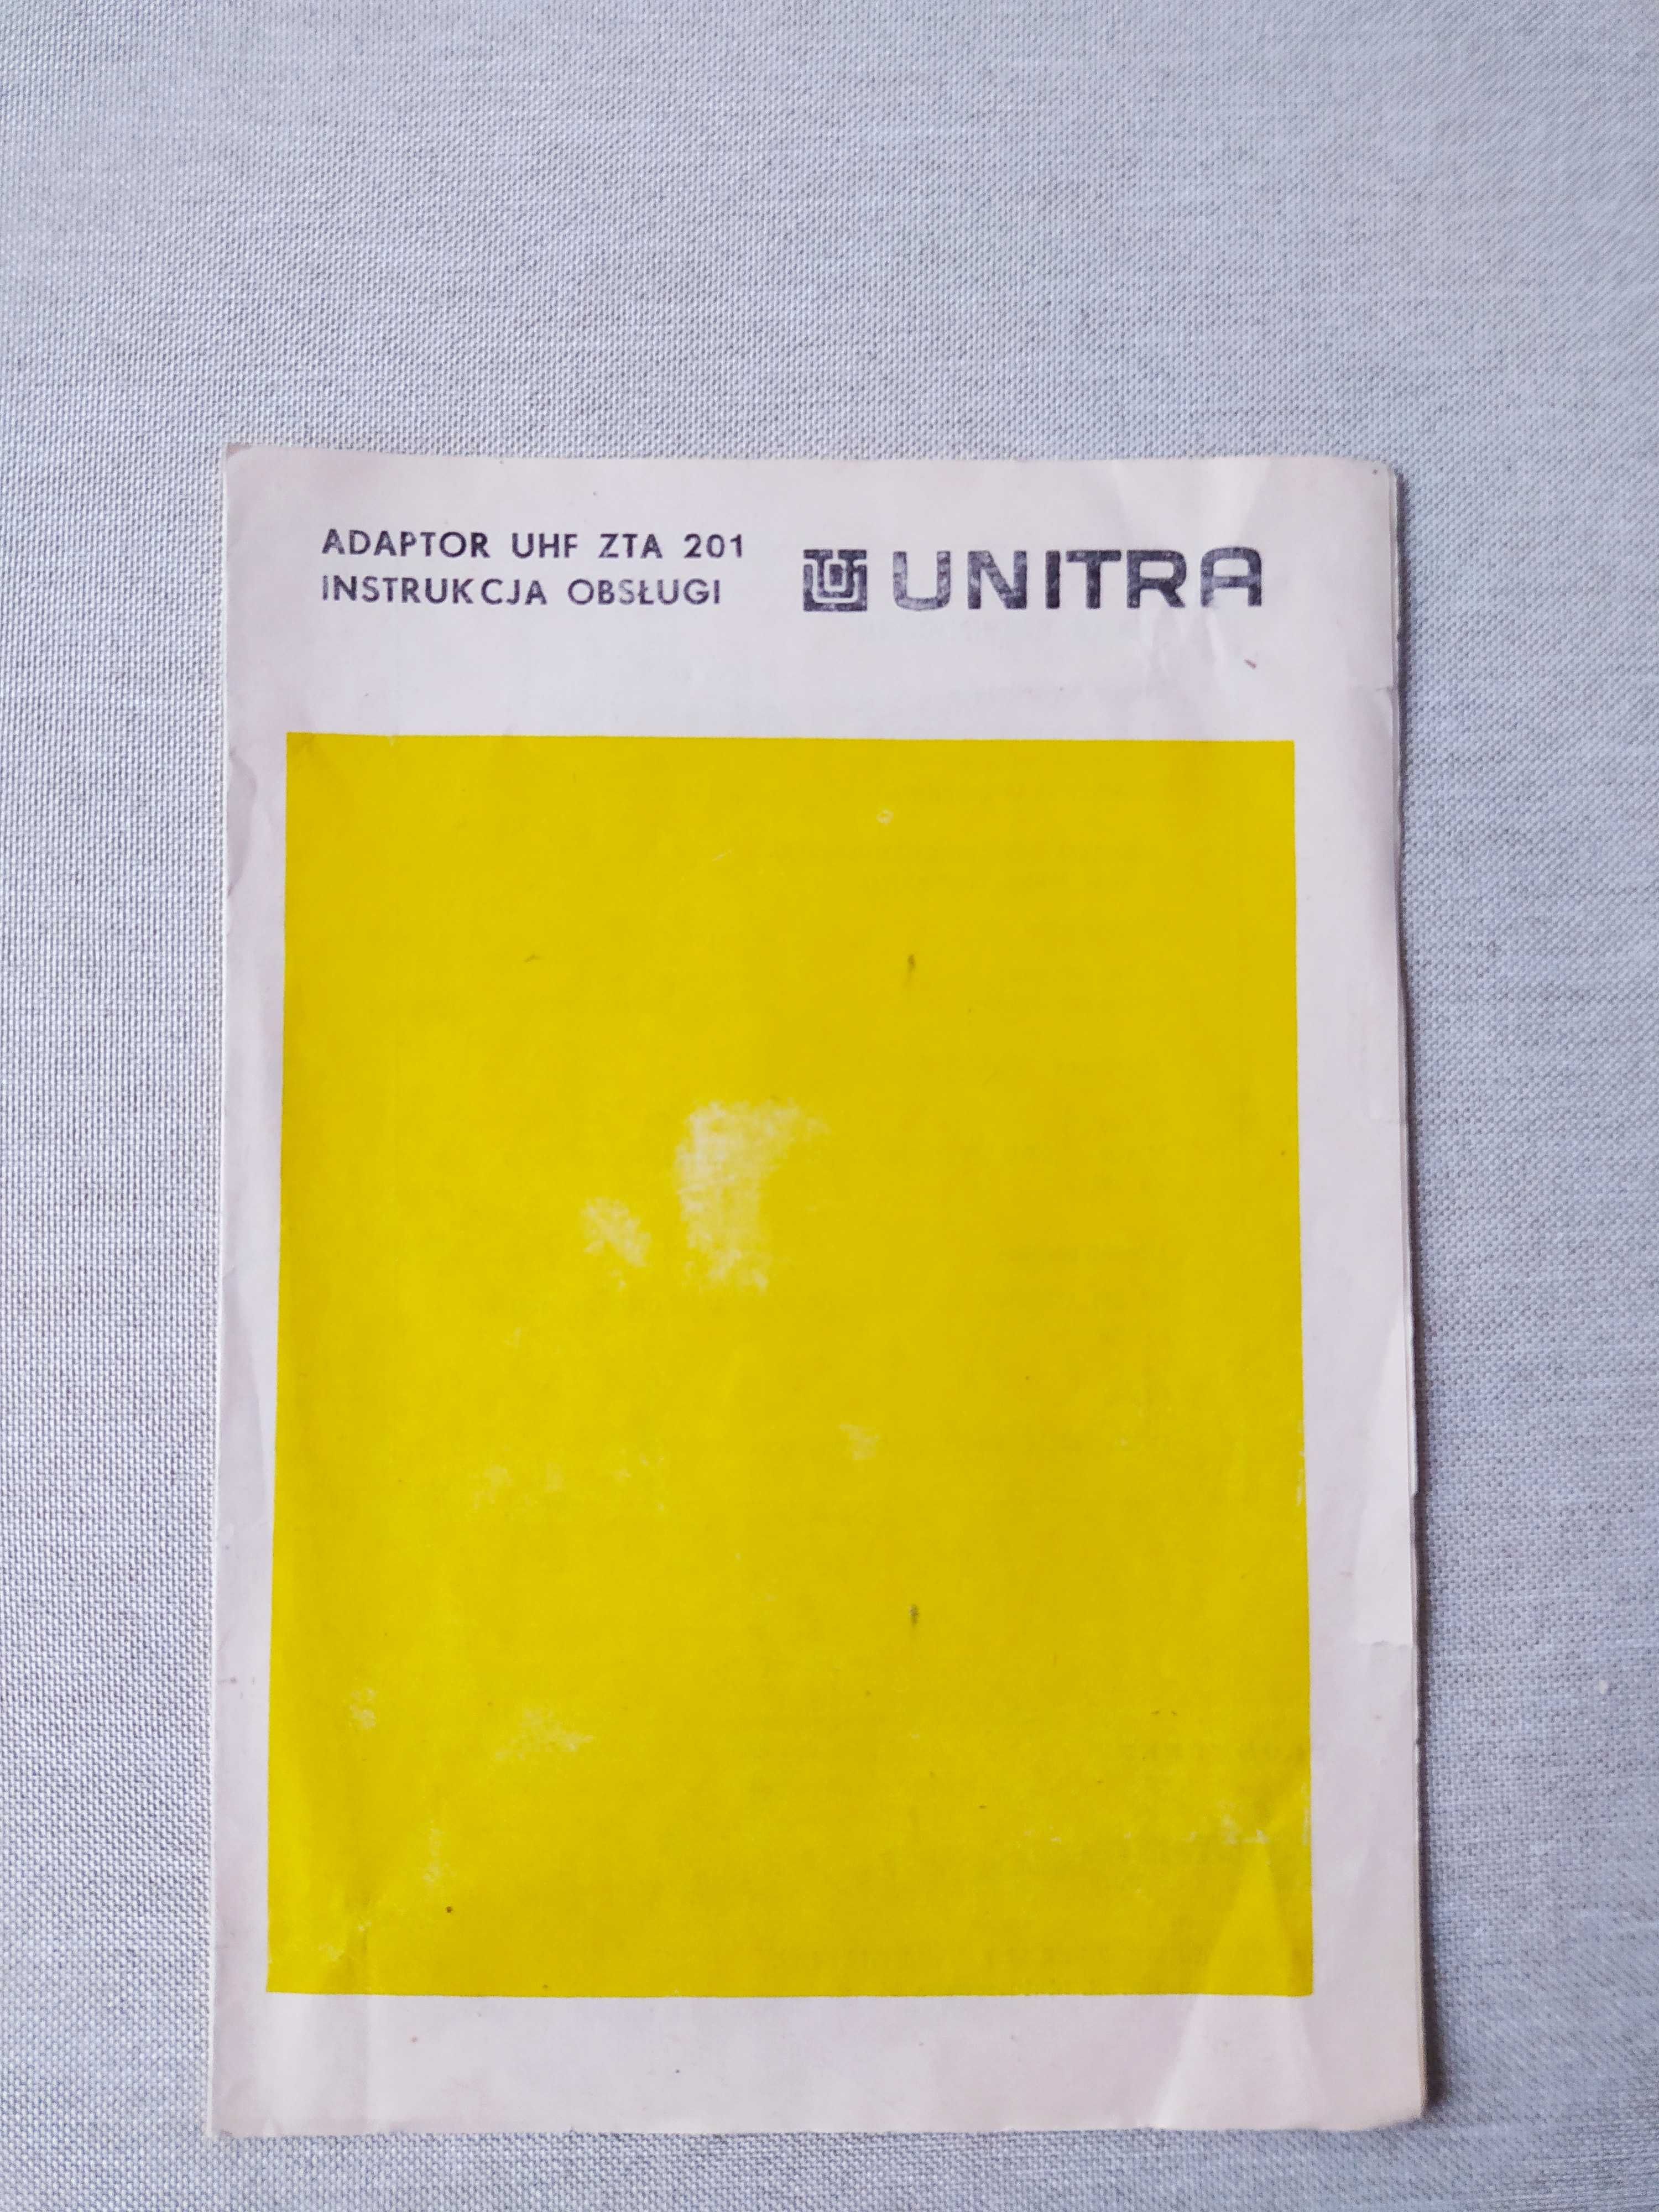 ADAPTOR UHF ZTA 201
INSTRUKCJA OBSŁUGI
UNITRA